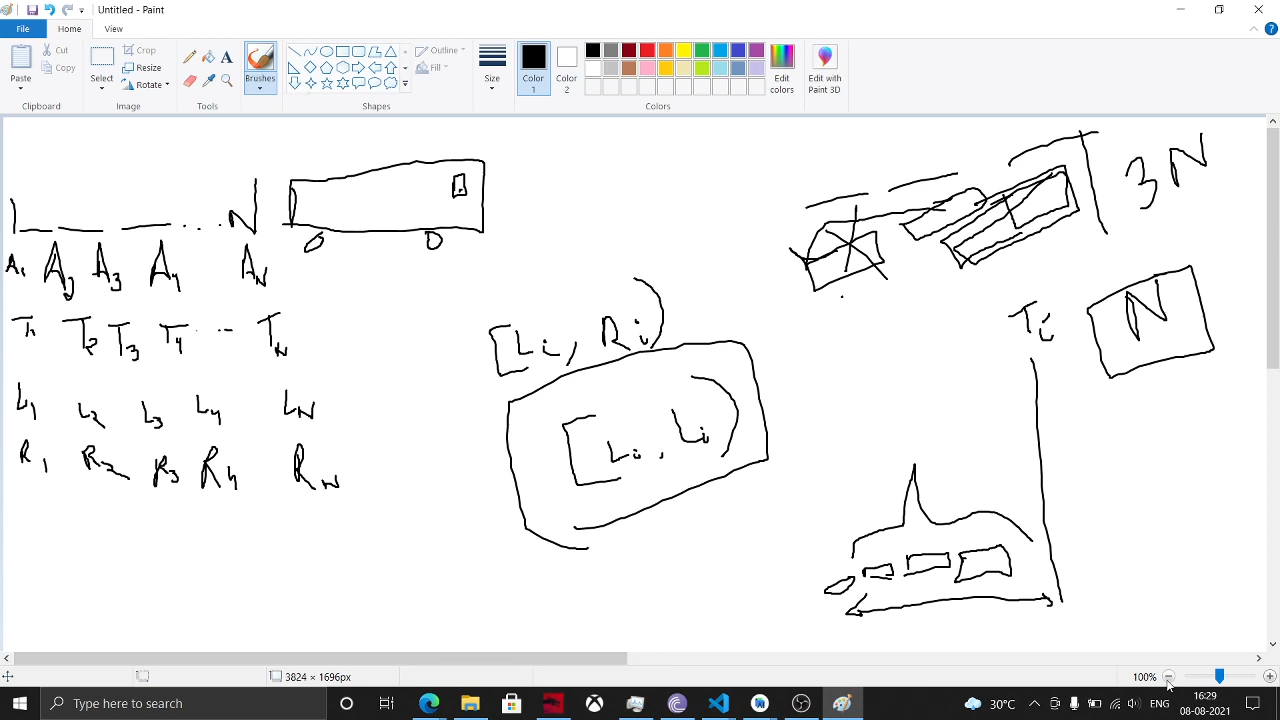 Untitled - Paint
File
Home
View
Paste
Cut
Copy
Clipboard
Select
Crop
Resize
Rotate
Image
Tools
Brushes
Shapes
Outline
Fill
Size
Color 1
Color 2
Edit colors
Edit with Paint 3D
Colors
3 N
N
A1 A2 A3 A4 AN
T1 T2 T3 T4 ... TN
L1 L2 L3 L4 LN
R1 R2 R3 R4 RN
[Li, Ri)
[Li, Li)
Ti
N
3824 × 1696px
100%
Type here to search
30°C
ENG
16:29
08-08-2021